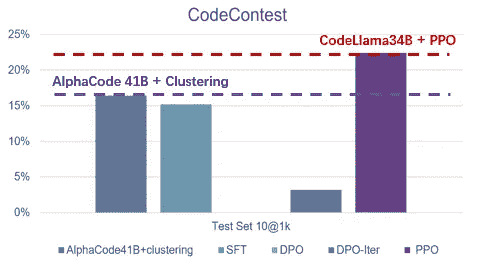 CodeContest
25%
CodeLlama34B + PPO
20%
AlphaCode 41B + Clustering
15%
10%
5%
0%
Test Set 10@1k
AlphaCode41B+clustering SFT DPO DPO-Iter PPO